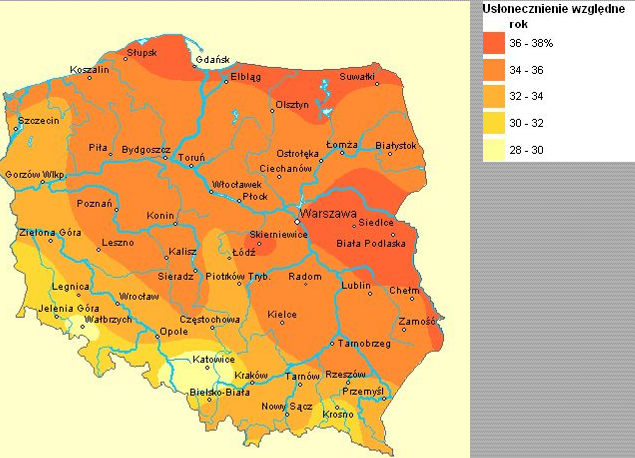 Usłonecznienie względne
rok
36 - 38%
34 - 36
32 - 34
30 - 32
28 - 30
Słupsk
Gdańsk
Koszalin
Elbląg
Suwałki
Olsztyn
Szczecin
Piła
Bydgoszcz
Toruń
Ostrołęka
Łomża
Białystok
Ciechanów
Gorzów Wlkp.
Włocławek
Płock
Poznań
Konin
Warszawa
Siedlce
Zielona Góra
Leszno
Skierniewice
Biała Podlaska
Kalisz
Łódź
Sieradz
Piotrków Tryb.
Radom
Lublin
Chełm
Legnica
Wrocław
Jelenia Góra
Wałbrzych
Opole
Częstochowa
Kielce
Zamość
Tarnobrzeg
Katowice
Kraków
Tarnów
Rzeszów
Bielsko-Biała
Przemyśl
Nowy Sącz
Krosno